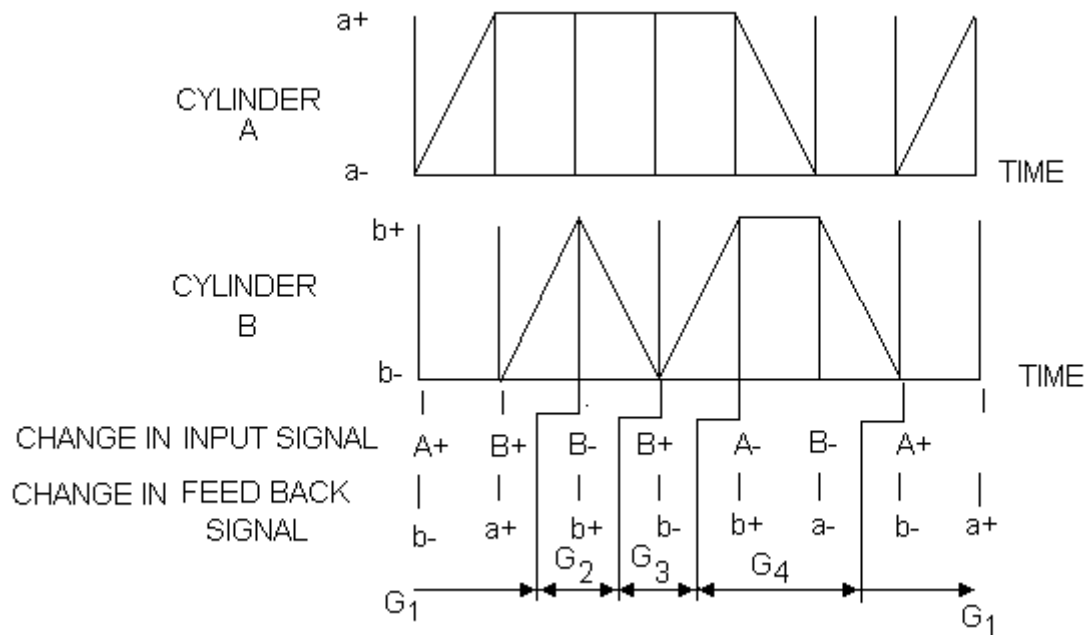 a+
CYLINDER
A
a-
TIME
b+
CYLINDER
B
b-
TIME
CHANGE IN INPUT SIGNAL A+ B+ B- B+ A- B- A+
CHANGE IN FEED BACK
SIGNAL
b- a+ b+ b- b+ a- b- a+
G1 G2 G3 G4 G1